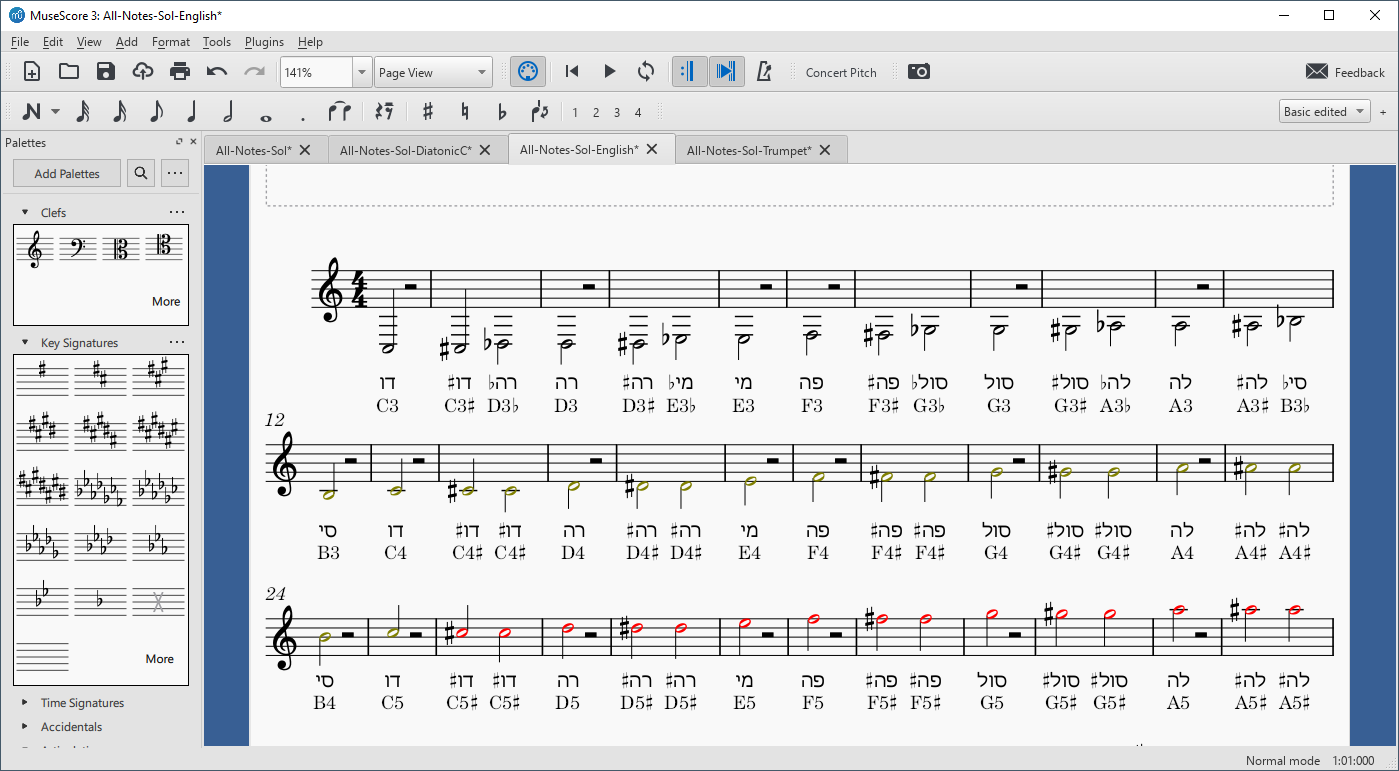 MuseScore 3: All-Notes-Sol-English*
File Edit View Add Format Tools Plugins Help
141% Page View Concert Pitch Feedback
1 2 3 4 Basic edited +
Palettes
All-Notes-Sol* All-Notes-Sol-DiatonicC* All-Notes-Sol-English* All-Notes-Sol-Trumpet*
Add Palettes ...
Clefs ...
More
Key Signatures ...
More
Time Signatures
Accidentals
דו דו♯ רה♭ רה רה♯ מי♭ מי פה פה♯ סול♭ סול סול♯ לה♭ לה לה♯ סי♭
C3 C3♯ D3♭ D3 D3♯ E3♭ E3 F3 F3♯ G3♭ G3 G3♯ A3♭ A3 A3♯ B3♭
12
סי דו דו♯ דו♯ רה רה♯ רה♯ מי פה פה♯ פה♯ סול סול♯ סול♯ לה לה♯ לה♯
B3 C4 C4♯ C4♯ D4 D4♯ D4♯ E4 F4 F4♯ F4♯ G4 G4♯ G4♯ A4 A4♯ A4♯
24
סי דו דו♯ דו♯ רה רה♯ רה♯ מי פה פה♯ פה♯ סול סול♯ סול♯ לה לה♯ לה♯
B4 C5 C5♯ C5♯ D5 D5♯ D5♯ E5 F5 F5♯ F5♯ G5 G5♯ G5♯ A5 A5♯ A5♯
Normal mode 1:01:000